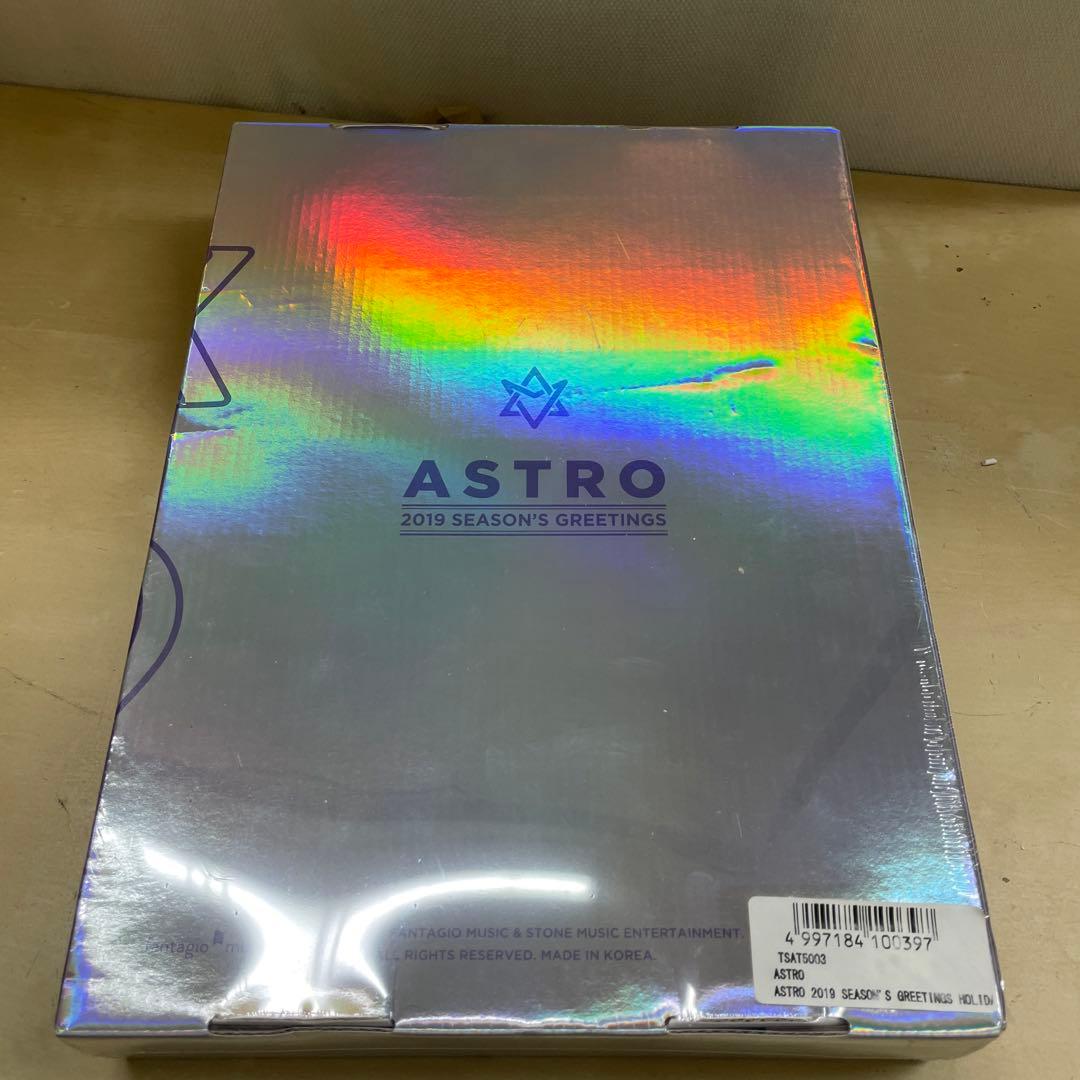 ASTRO
2019 SEASON'S GREETINGS
fantagio
FANTAGIO MUSIC & STONE MUSIC ENTERTAINMENT.
RIGHTS RESERVED. MADE IN KOREA.
4 997184 100397
TSAT5003
ASTRO
ASTRO 2019 SEASON'S GREETINGS